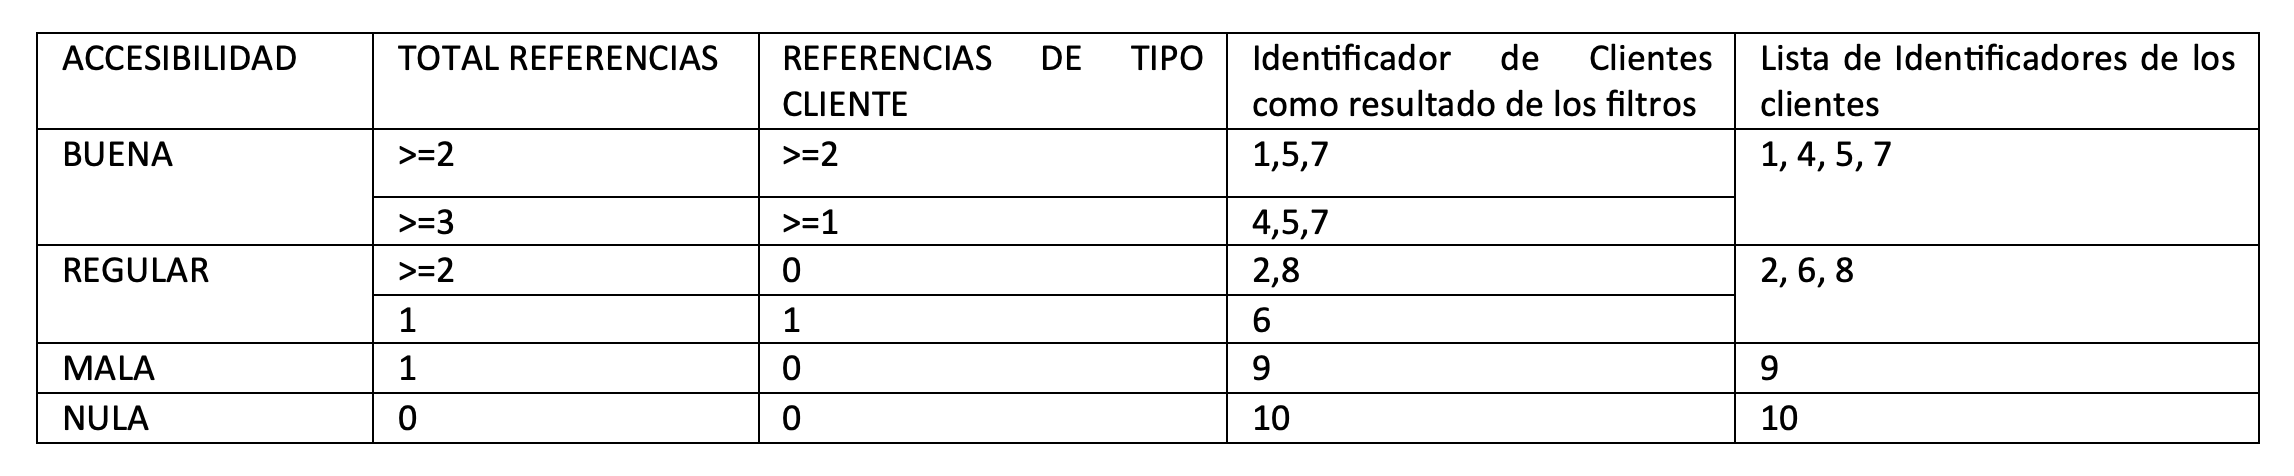 ACCESIBILIDAD TOTAL REFERENCIAS REFERENCIAS DE TIPO CLIENTE Identificador de Clientes como resultado de los filtros Lista de Identificadores de los clientes
BUENA >=2 >=2 1,5,7 1, 4, 5, 7
>=3 >=1 4,5,7
REGULAR >=2 0 2,8 2, 6, 8
1 1 6
MALA 1 0 9 9
NULA 0 0 10 10